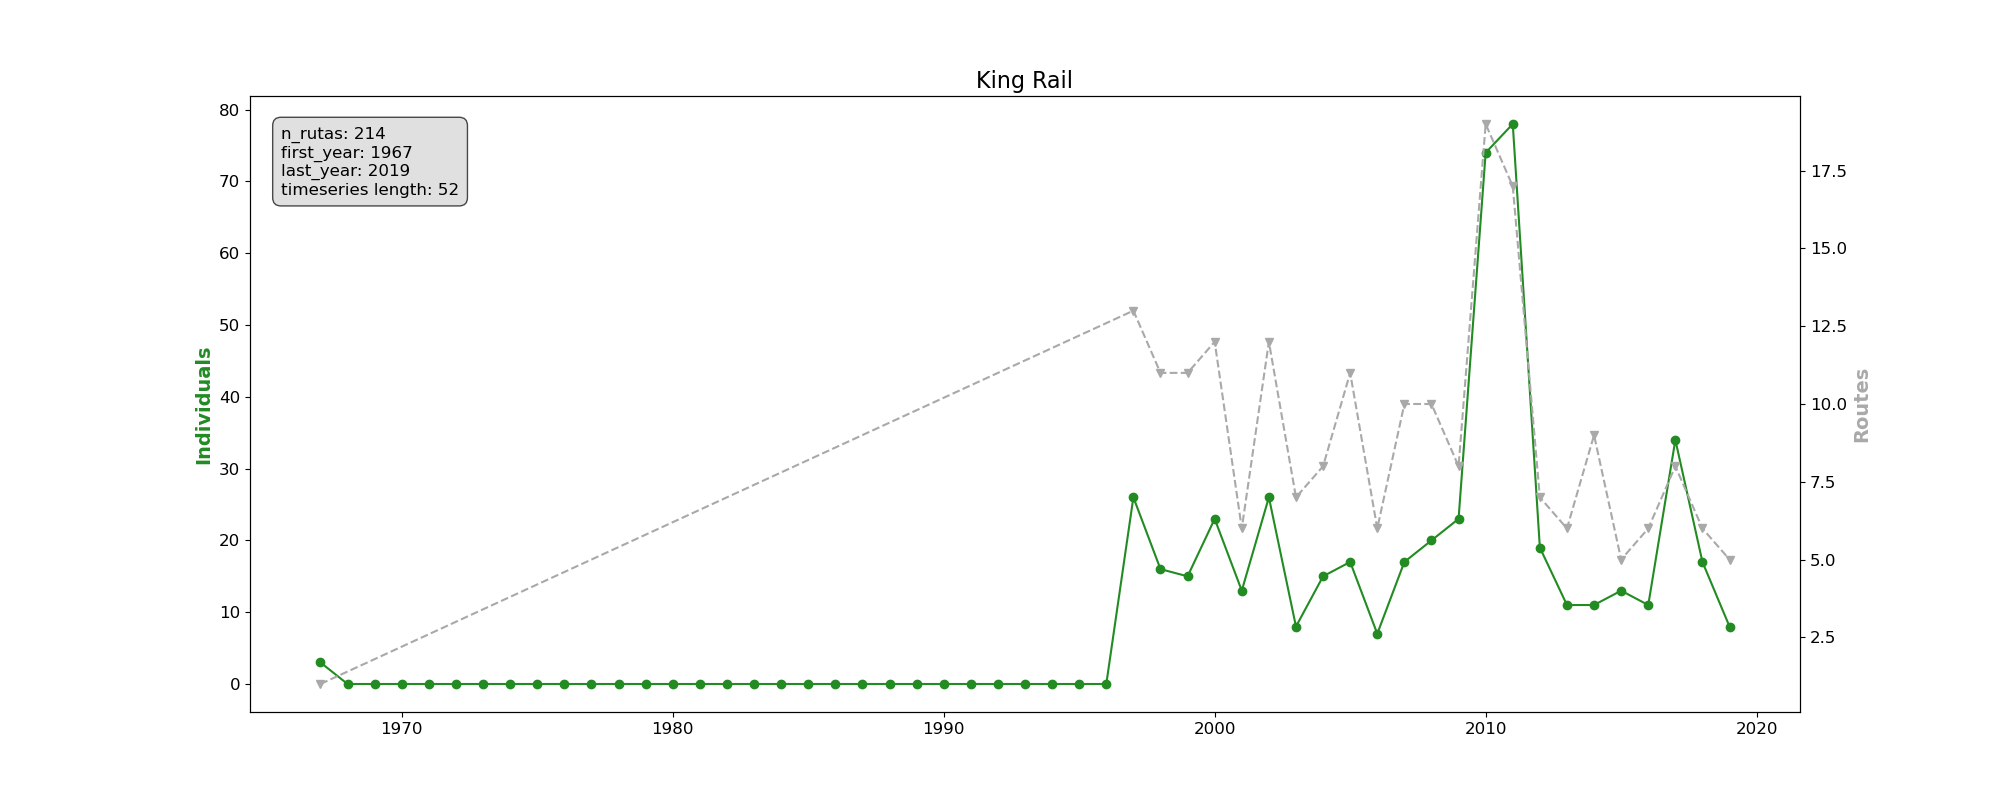 King Rail
80
70
60
50
40
30
20
10
0
Individuals
n_rutas: 214
first_year: 1967
last_year: 2019
timeseries length: 52
17.5
15.0
12.5
10.0
7.5
5.0
2.5
Routes
1970 1980 1990 2000 2010 2020